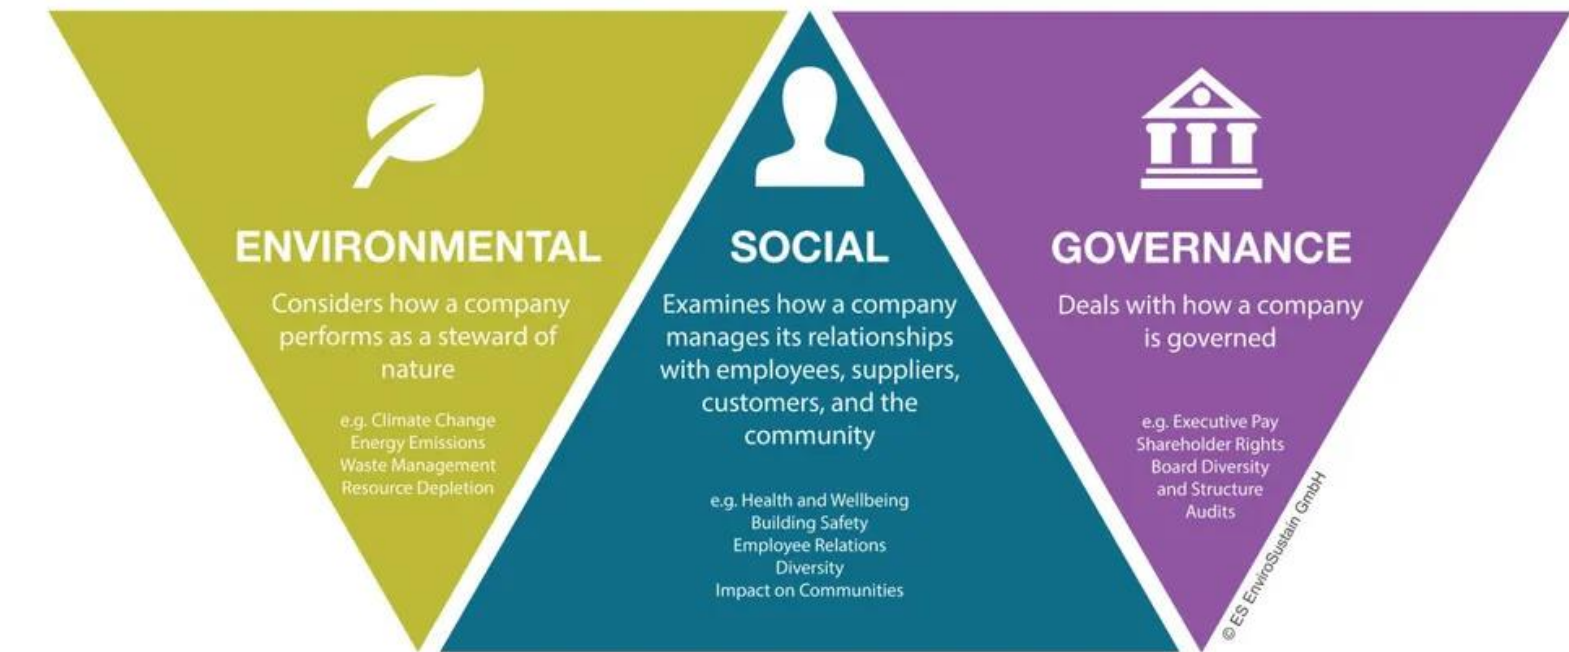 ENVIRONMENTAL
Considers how a company
performs as a steward of
nature
e.g. Climate Change
Energy Emissions
Waste Management
Resource Depletion
SOCIAL
Examines how a company
manages its relationships
with employees, suppliers,
customers, and the
community
e.g. Health and Wellbeing
Building Safety
Employee Relations
Diversity
Impact on Communities
GOVERNANCE
Deals with how a company
is governed
e.g. Executive Pay
Shareholder Rights
Board Diversity
and Structure
Audits
© ES EnviroSustain GmbH